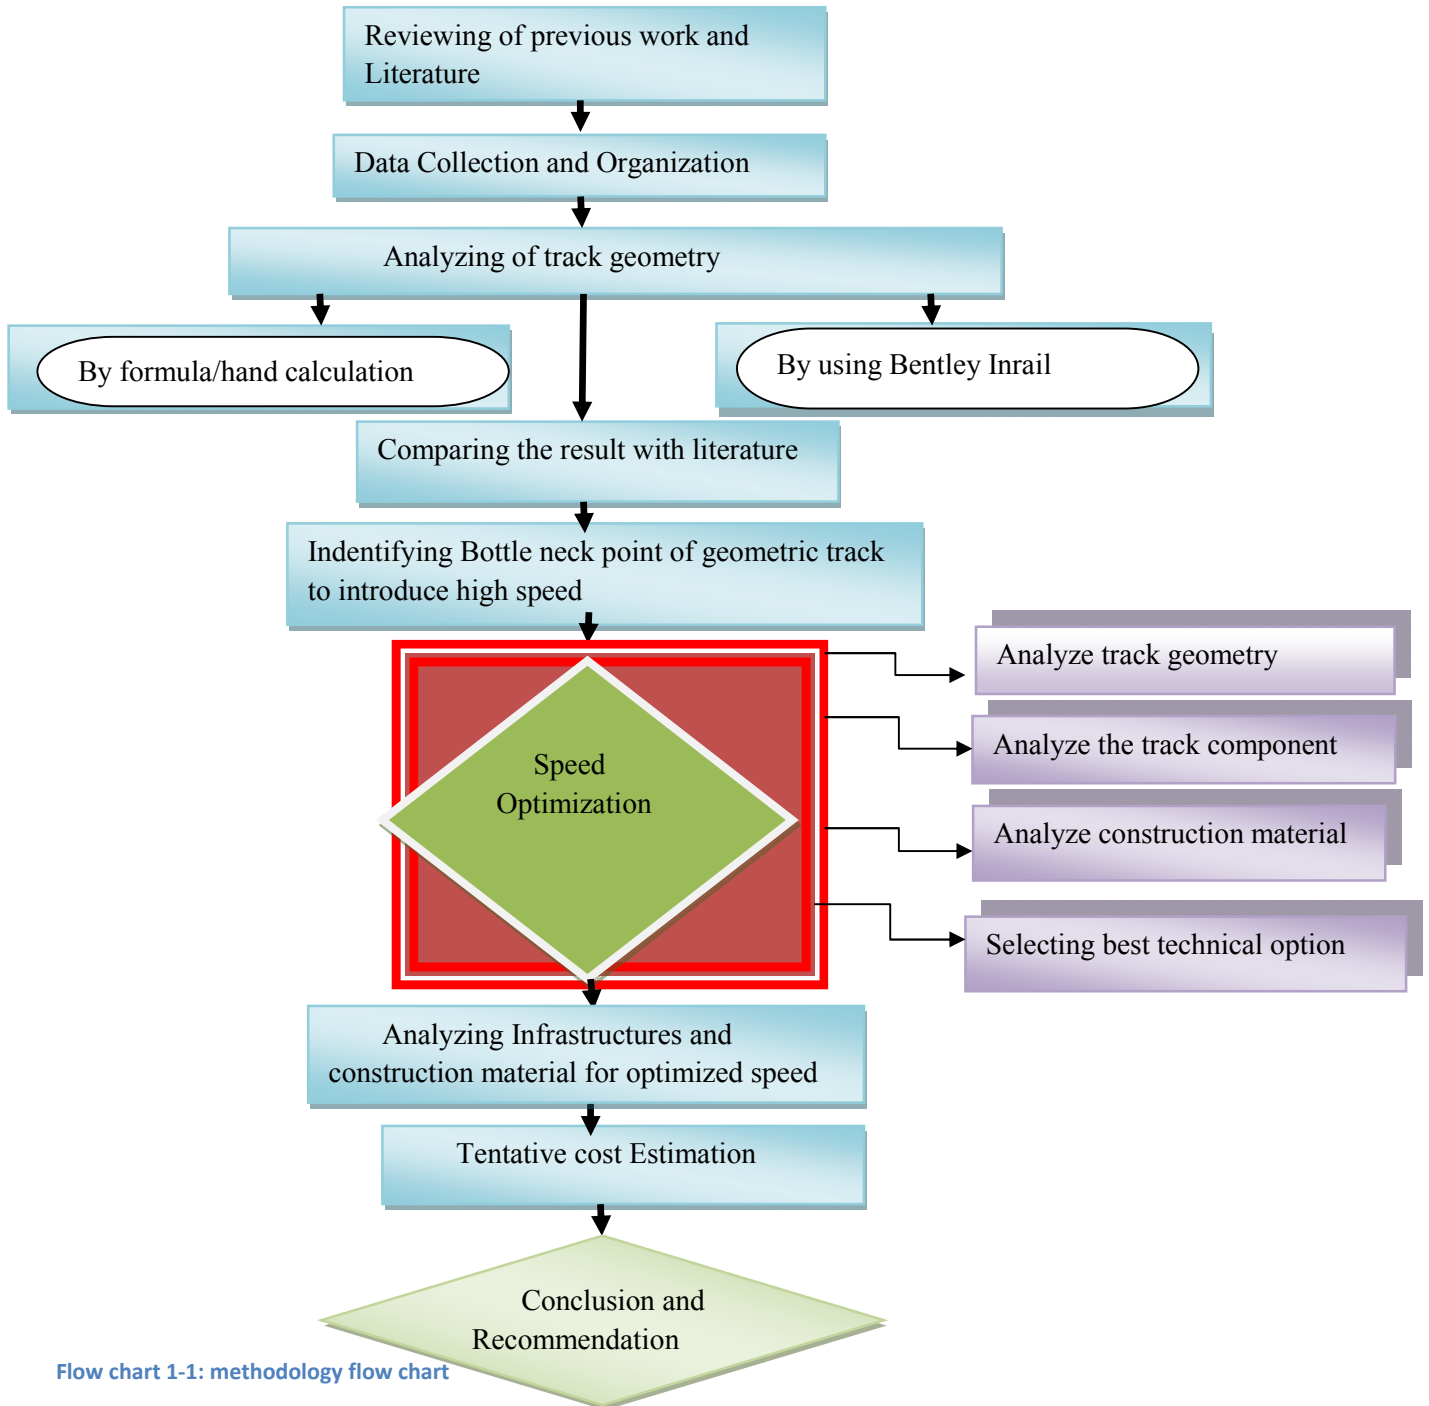 Reviewing of previous work and
Literature
Data Collection and Organization
Analyzing of track geometry
By formula/hand calculation
By using Bentley Inrail
Comparing the result with literature
Indentifying Bottle neck point of geometric track
to introduce high speed
Analyze track geometry
Analyze the track component
Speed
Optimization
Analyze construction material
Selecting best technical option
Analyzing Infrastructures and
construction material for optimized speed
Tentative cost Estimation
Conclusion and
Recommendation
Flow chart 1-1: methodology flow chart